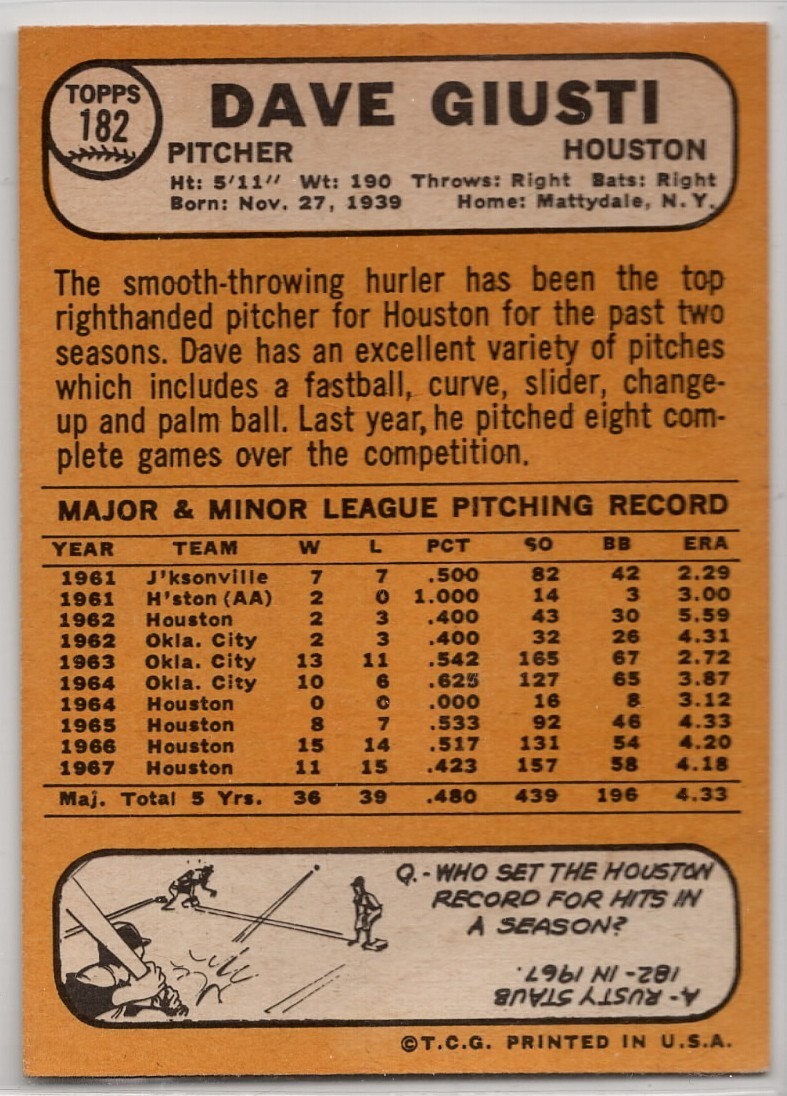 TOPPS
182
DAVE GIUSTI
PITCHER HOUSTON
Ht: 5'11" Wt: 190 Throws: Right Bats: Right
Born: Nov. 27, 1939 Home: Mattydale, N.Y.
The smooth-throwing hurler has been the top
righthanded pitcher for Houston for the past two
seasons. Dave has an excellent variety of pitches
which includes a fastball, curve, slider, change-
up and palm ball. Last year, he pitched eight com-
plete games over the competition.
MAJOR & MINOR LEAGUE PITCHING RECORD
YEAR TEAM W L PCT SO BB ERA
1961 J'ksonville 7 7 .500 82 42 2.29
1961 H'ston (AA) 2 0 1.000 14 3 3.00
1962 Houston 2 3 .400 43 30 5.59
1962 Okla. City 2 3 .400 32 26 4.31
1963 Okla. City 13 11 .542 165 67 2.72
1964 Okla. City 10 6 .625 127 65 3.87
1964 Houston 0 0 .000 16 8 3.12
1965 Houston 8 7 .533 92 46 4.33
1966 Houston 15 14 .517 131 54 4.20
1967 Houston 11 15 .423 157 58 4.18
Maj. Total 5 Yrs. 36 39 .480 439 196 4.33
Q.-WHO SET THE HOUSTON
RECORD FOR HITS IN
A SEASON?
A- RUSTY STAUB
182- IN 1967.
©T.C.G. PRINTED IN U.S.A.